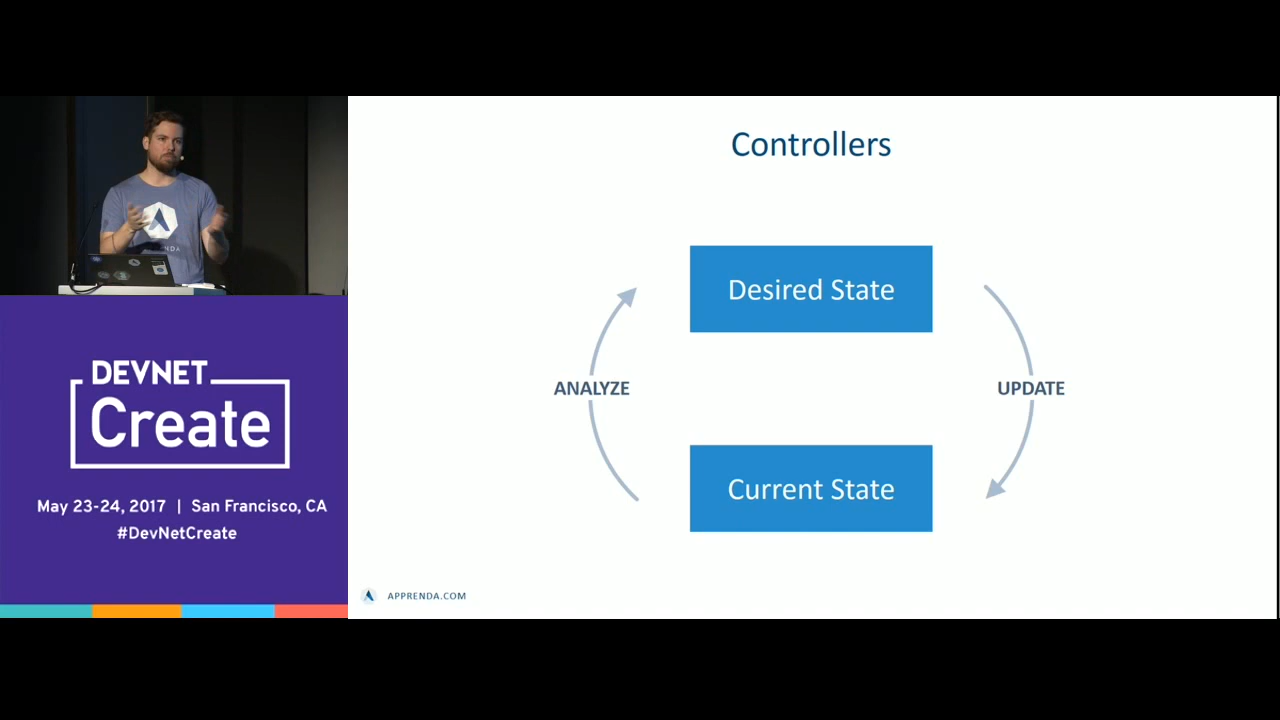 Controllers
Desired State
ANALYZE
UPDATE
Current State
APPRENDA.COM
DEVNET
Create
May 23-24, 2017 | San Francisco, CA
#DevNetCreate